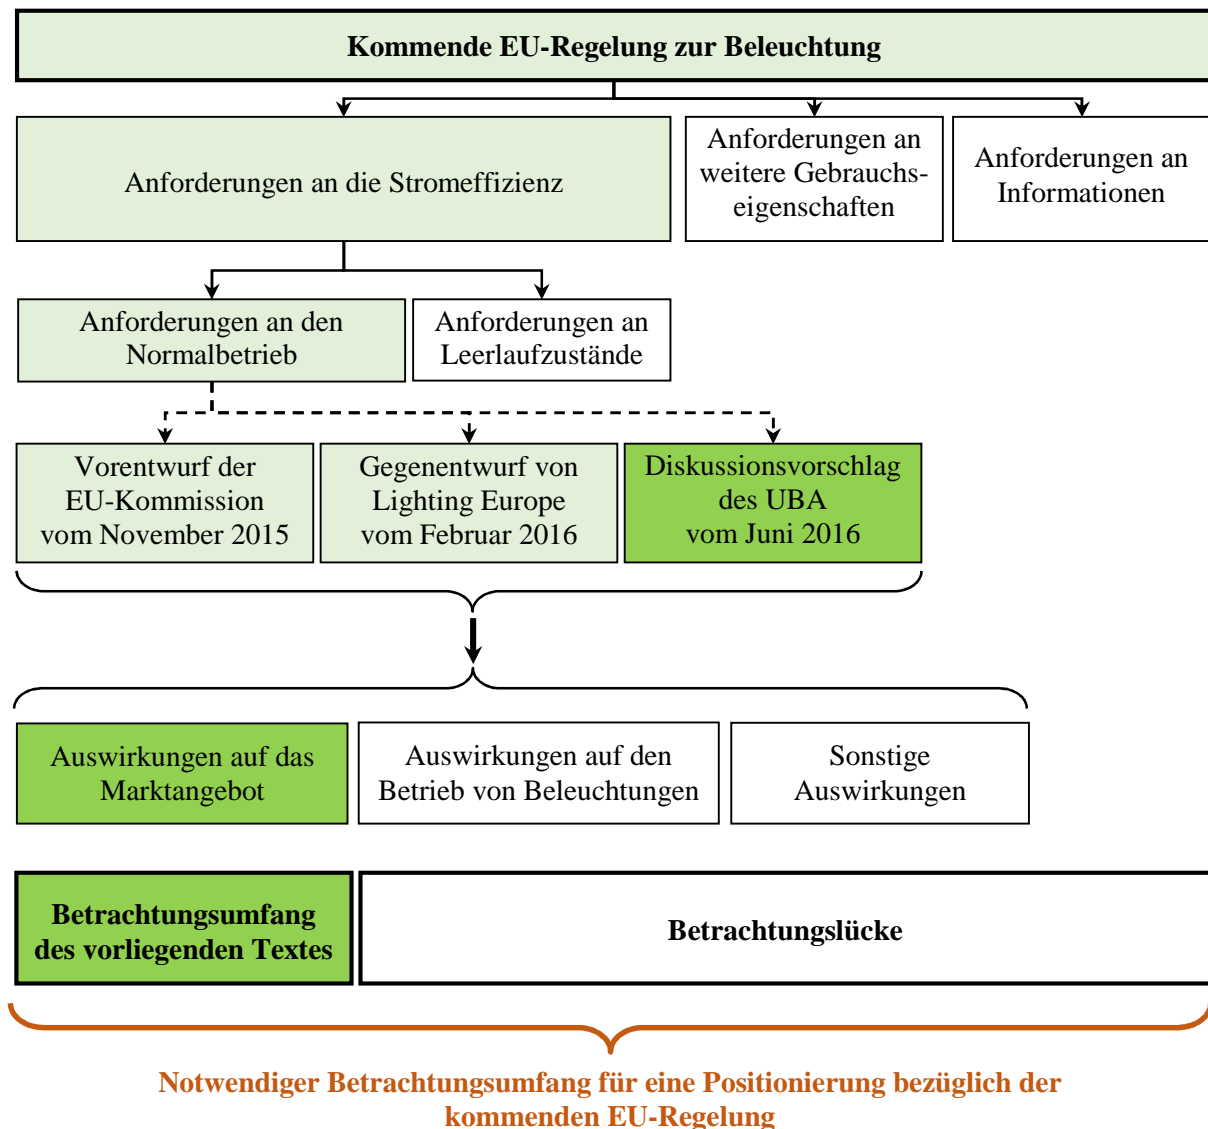 Kommende EU-Regelung zur Beleuchtung
Anforderungen an die Stromeffizienz
Anforderungen an
weitere Gebrauchs-
eigenschaften
Anforderungen an
Informationen
Anforderungen an den
Normalbetrieb
Anforderungen an
Leerlaufzustände
Vorentwurf der
EU-Kommission
vom November 2015
Gegenentwurf von
Lighting Europe
vom Februar 2016
Diskussionsvorschlag
des UBA
vom Juni 2016
Auswirkungen auf das
Marktangebot
Auswirkungen auf den
Betrieb von Beleuchtungen
Sonstige
Auswirkungen
Betrachtungsumfang
des vorliegenden Textes
Betrachtungslücke
Notwendiger Betrachtungsumfang für eine Positionierung bezüglich der
kommenden EU-Regelung